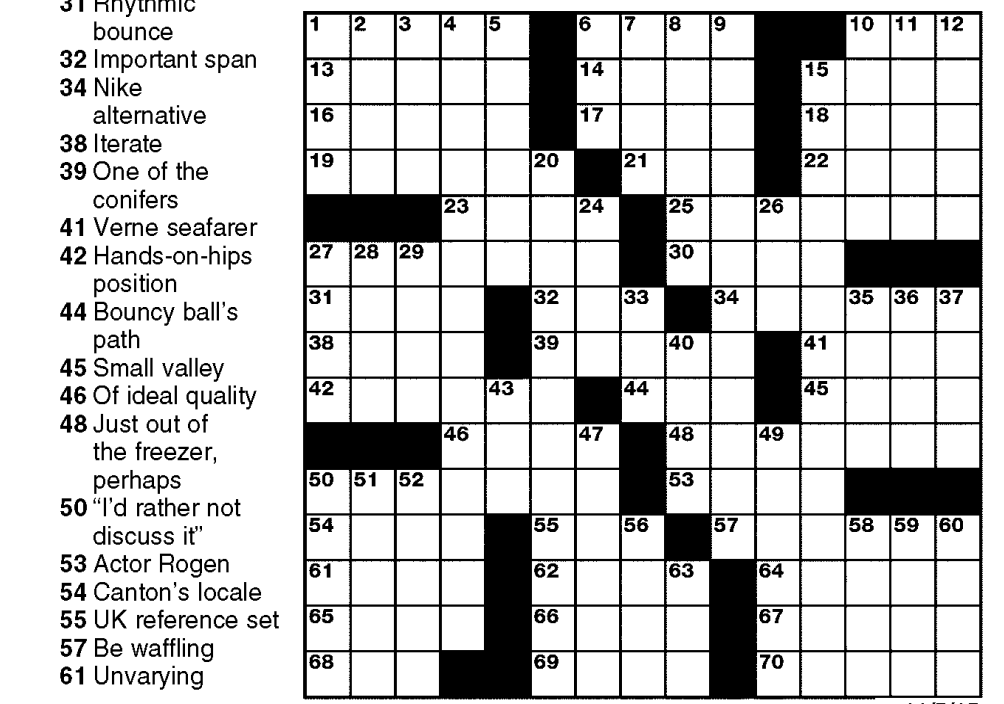 31 Rhythmic
bounce
32 Important span
34 Nike
alternative
38 Iterate
39 One of the
conifers
41 Verne seafarer
42 Hands-on-hips
position
44 Bouncy ball's
path
45 Small valley
46 Of ideal quality
48 Just out of
the freezer,
perhaps
50 “I'd rather not
discuss it”
53 Actor Rogen
54 Canton's locale
55 UK reference set
57 Be waffling
61 Unvarying
1 2 3 4 5 6 7 8 9 10 11 12
13 14 15
16 17 18
19 20 21 22
23 24 25 26
27 28 29 30
31 32 33 34 35 36 37
38 39 40 41
42 43 44 45
46 47 48 49
50 51 52 53
54 55 56 57 58 59 60
61 62 63 64
65 66 67
68 69 70